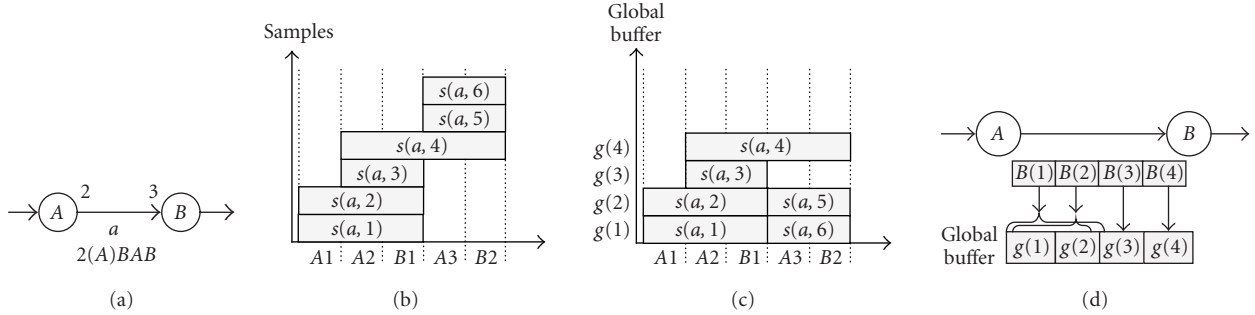 A
2
3
B
a
2(A)BAB
(a)
Samples
s(a, 6)
s(a, 5)
s(a, 4)
s(a, 3)
s(a, 2)
s(a, 1)
A1 A2 B1 A3 B2
(b)
Global
buffer
g(4)
g(3)
g(2)
g(1)
s(a, 4)
s(a, 3)
s(a, 2) s(a, 5)
s(a, 1) s(a, 6)
A1 A2 B1 A3 B2
(c)
A B
B(1) B(2) B(3) B(4)
Global
buffer
g(1) g(2) g(3) g(4)
(d)